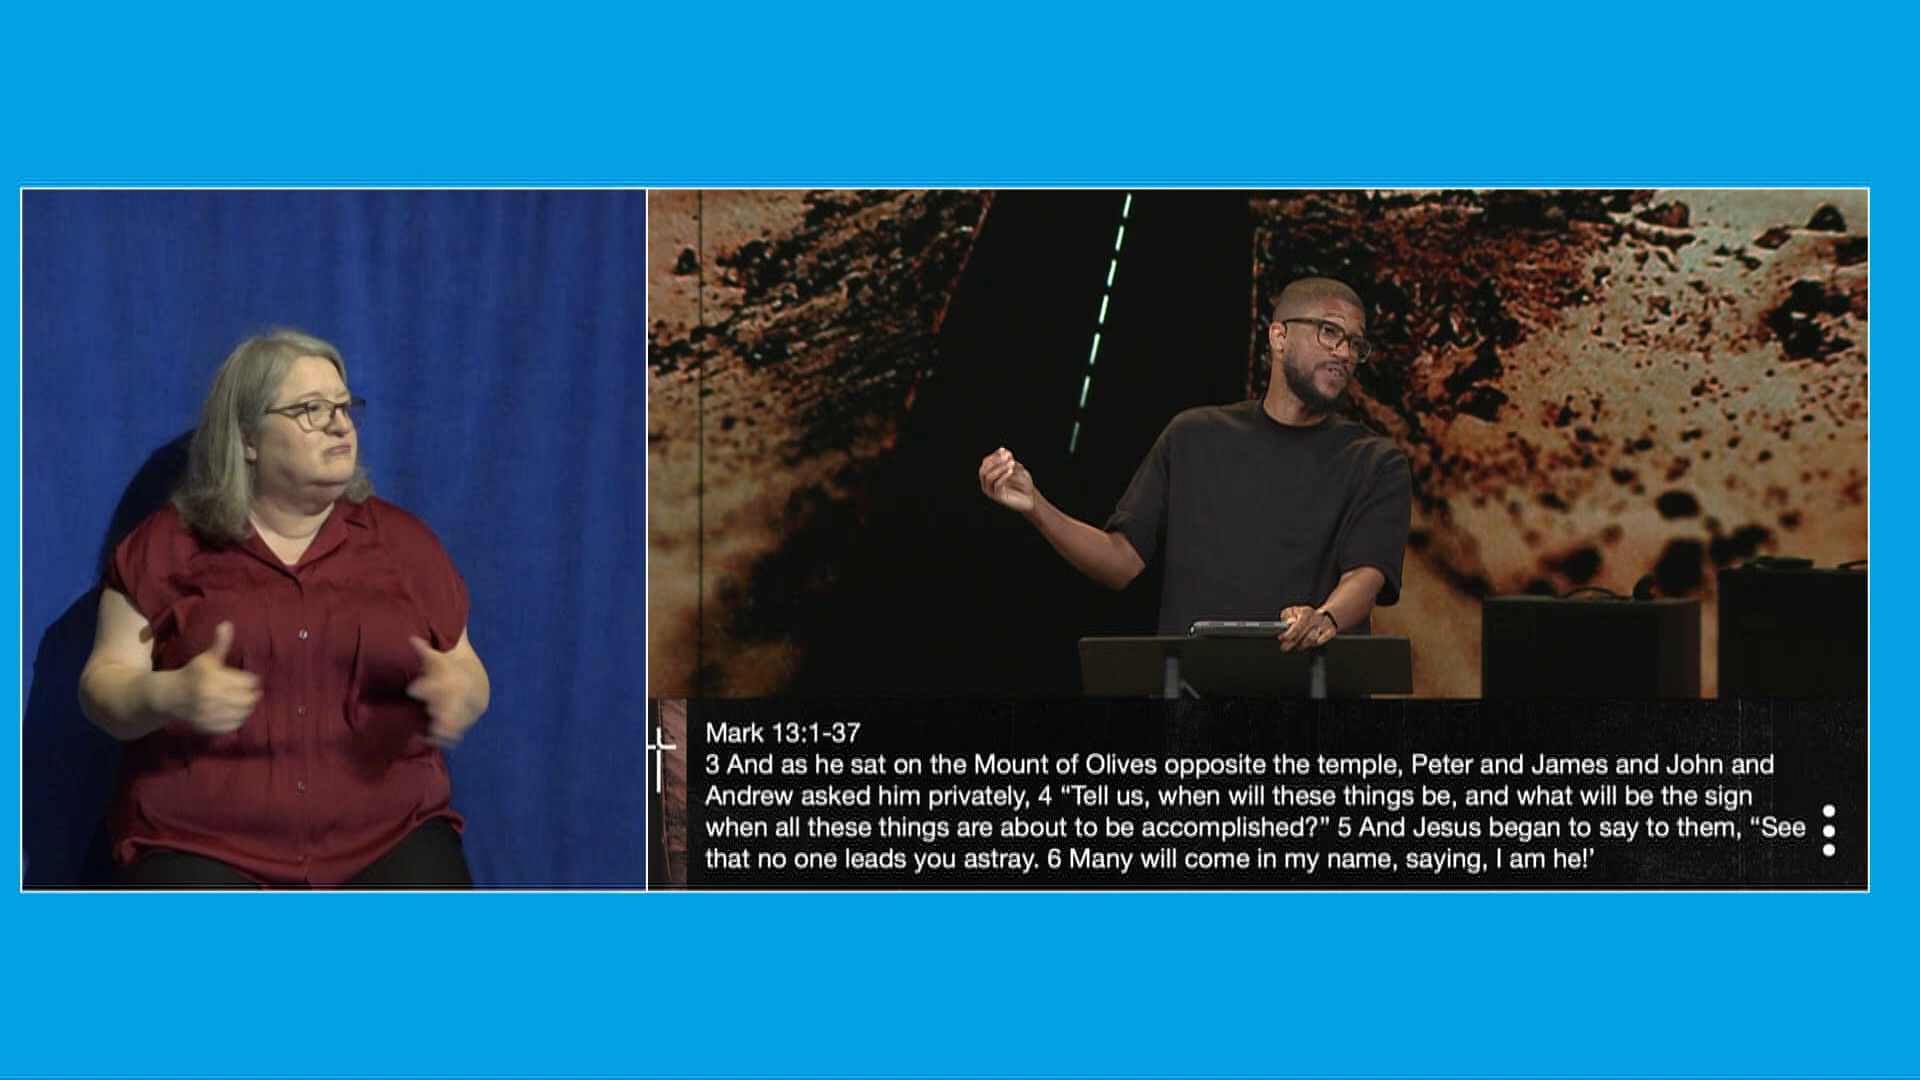 Mark 13:1-37
3 And as he sat on the Mount of Olives opposite the temple, Peter and James and John and
Andrew asked him privately, 4 “Tell us, when will these things be, and what will be the sign
when all these things are about to be accomplished?” 5 And Jesus began to say to them, “See
that no one leads you astray. 6 Many will come in my name, saying, I am he!’